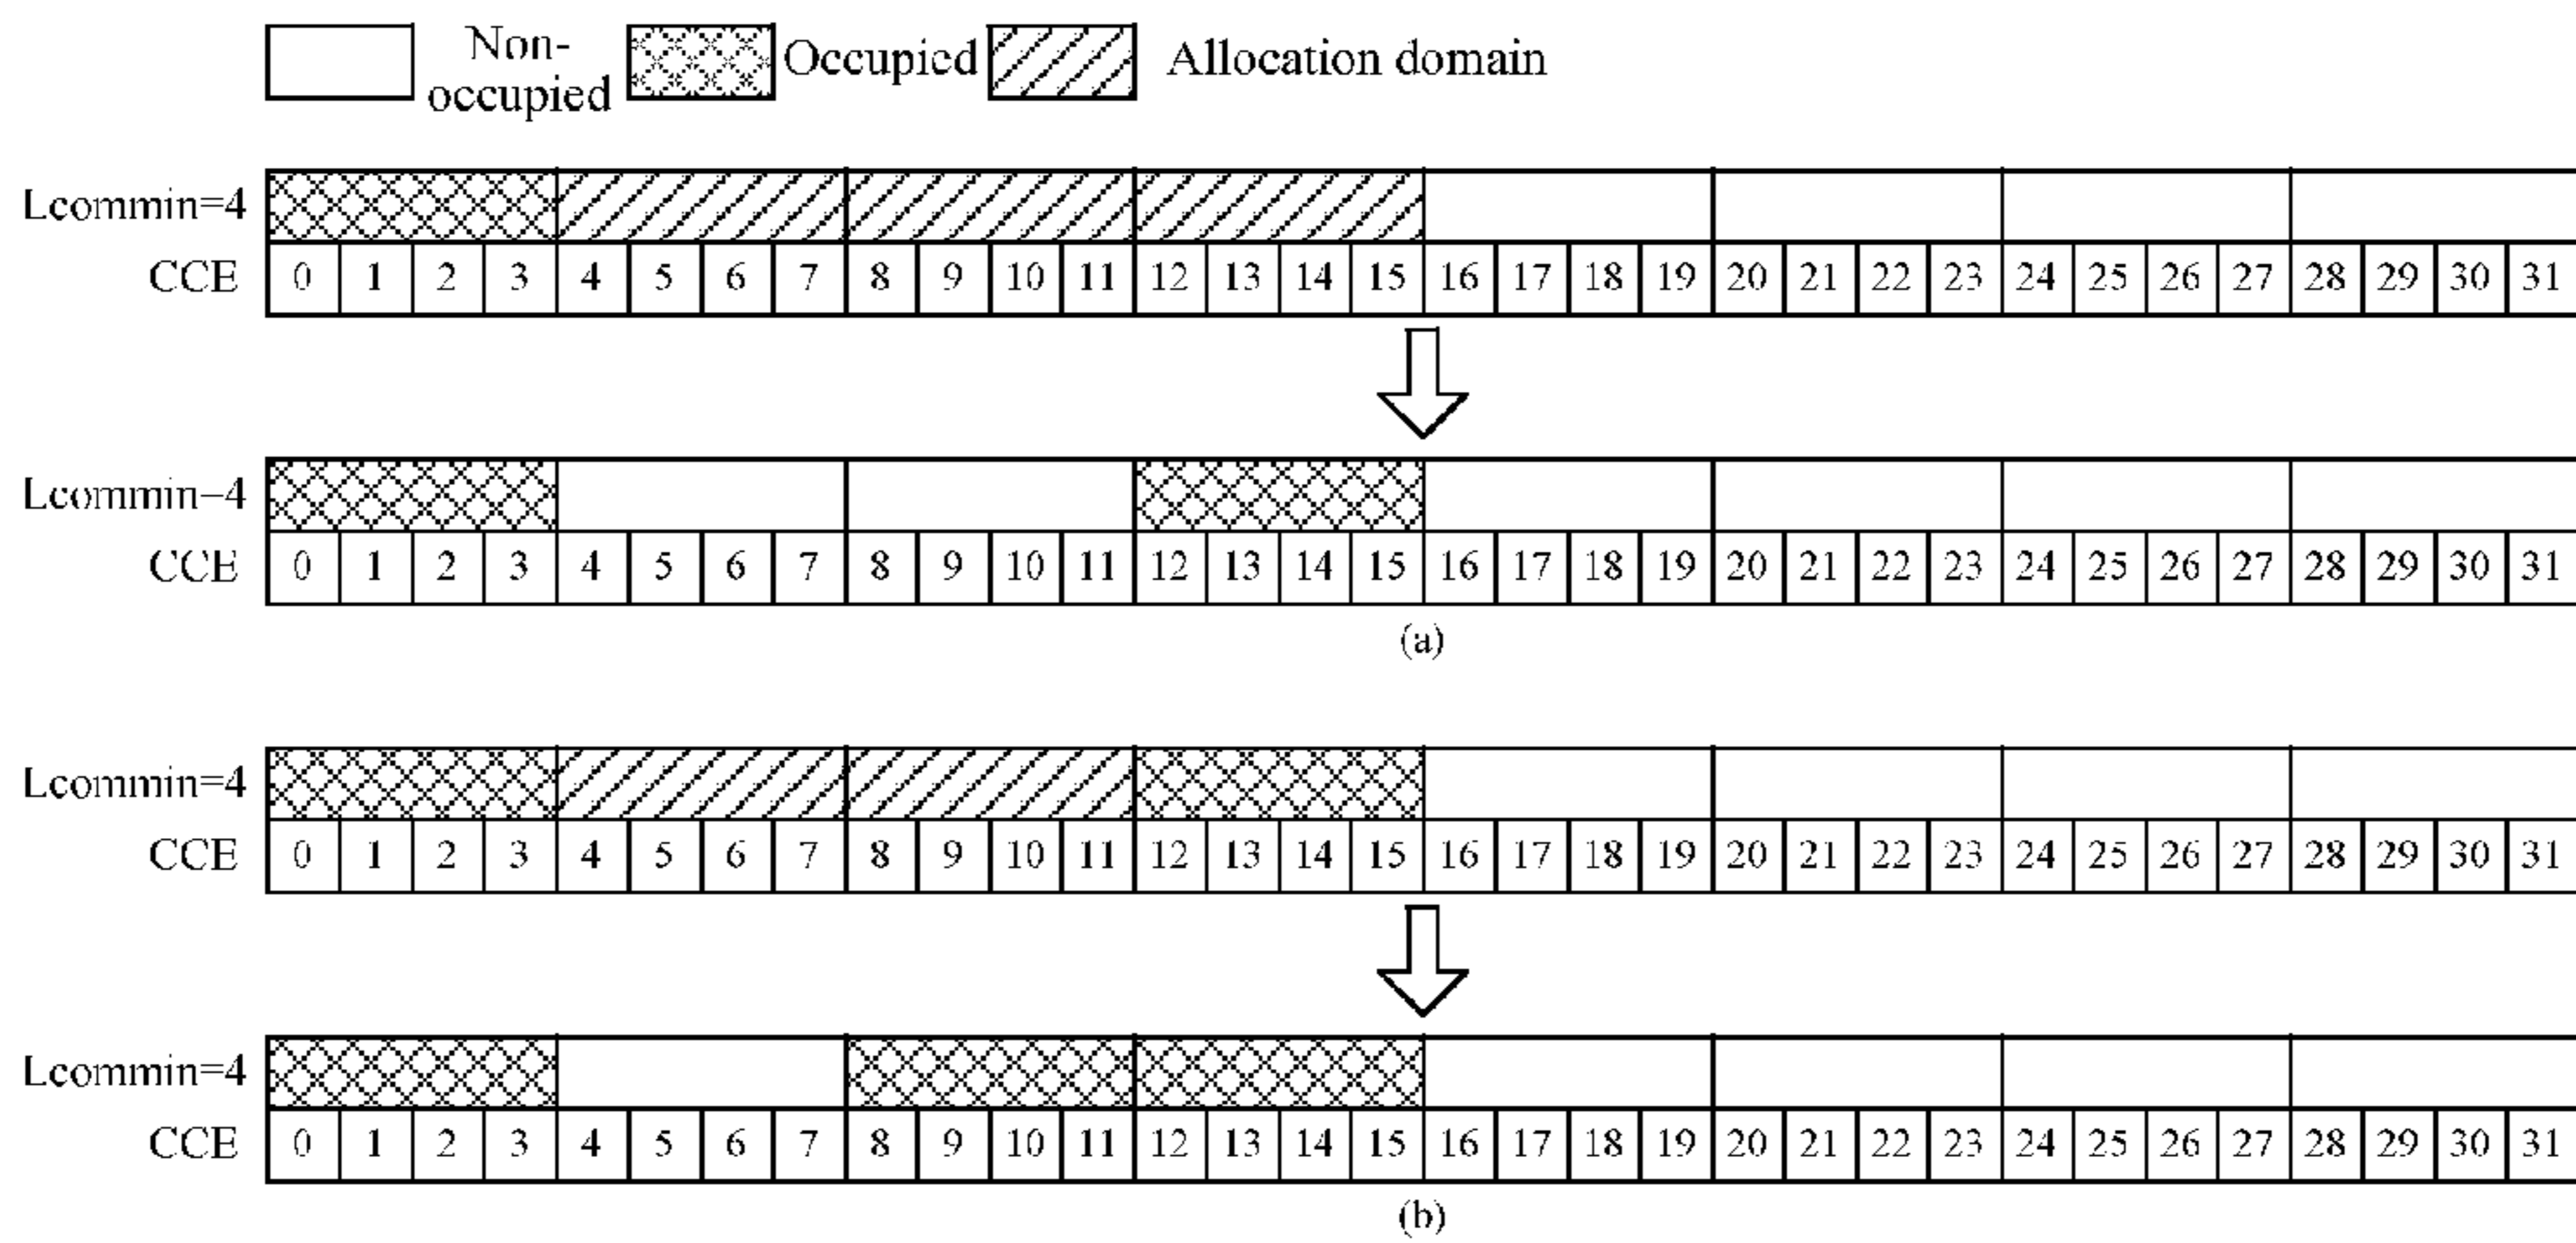 Non-occupied Occupied Allocation domain
Lcommin=4
CCE 0 1 2 3 4 5 6 7 8 9 10 11 12 13 14 15 16 17 18 19 20 21 22 23 24 25 26 27 28 29 30 31
Lcommin=4
CCE 0 1 2 3 4 5 6 7 8 9 10 11 12 13 14 15 16 17 18 19 20 21 22 23 24 25 26 27 28 29 30 31
(a)
Lcommin=4
CCE 0 1 2 3 4 5 6 7 8 9 10 11 12 13 14 15 16 17 18 19 20 21 22 23 24 25 26 27 28 29 30 31
Lcommin=4
CCE 0 1 2 3 4 5 6 7 8 9 10 11 12 13 14 15 16 17 18 19 20 21 22 23 24 25 26 27 28 29 30 31
(b)